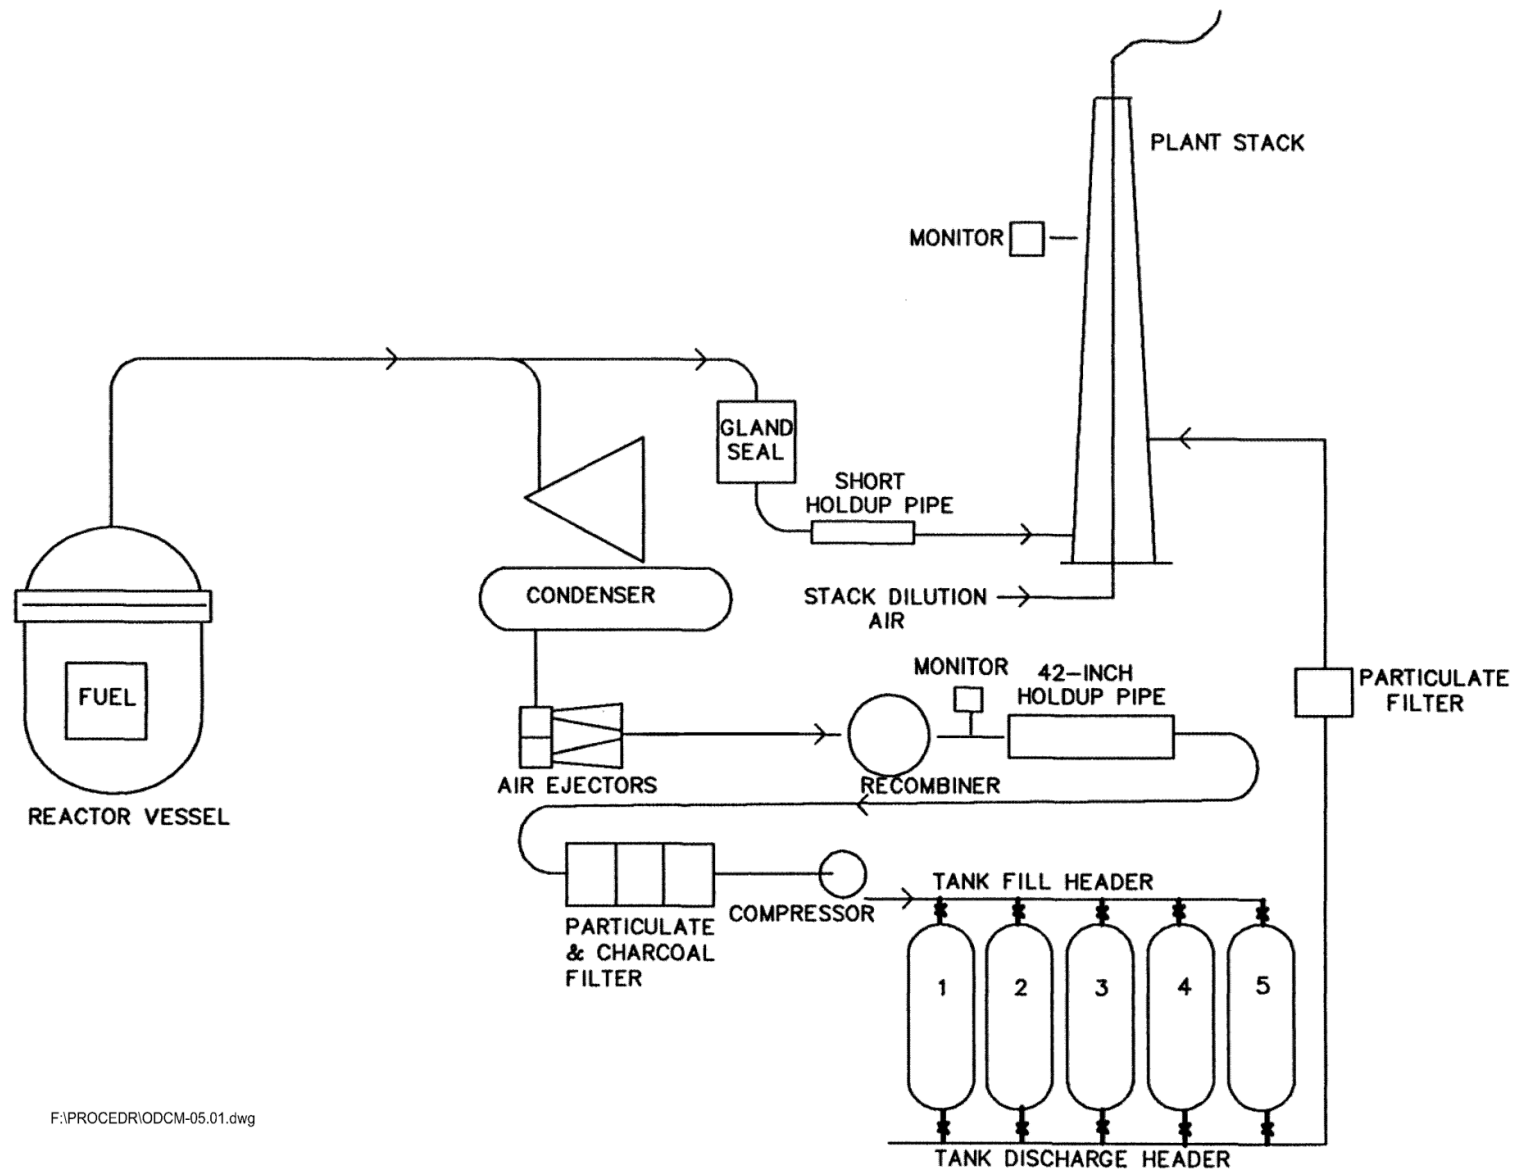 PLANT STACK
MONITOR
GLAND
SEAL
SHORT
HOLDUP PIPE
CONDENSER
STACK DILUTION
AIR
FUEL
REACTOR VESSEL
AIR EJECTORS
MONITOR
42-INCH
HOLDUP PIPE
RECOMBINER
PARTICULATE
FILTER
PARTICULATE
& CHARCOAL
FILTER
COMPRESSOR
TANK FILL HEADER
1 2 3 4 5
TANK DISCHARGE HEADER
F:\PROCEDR\ODCM-05.01.dwg